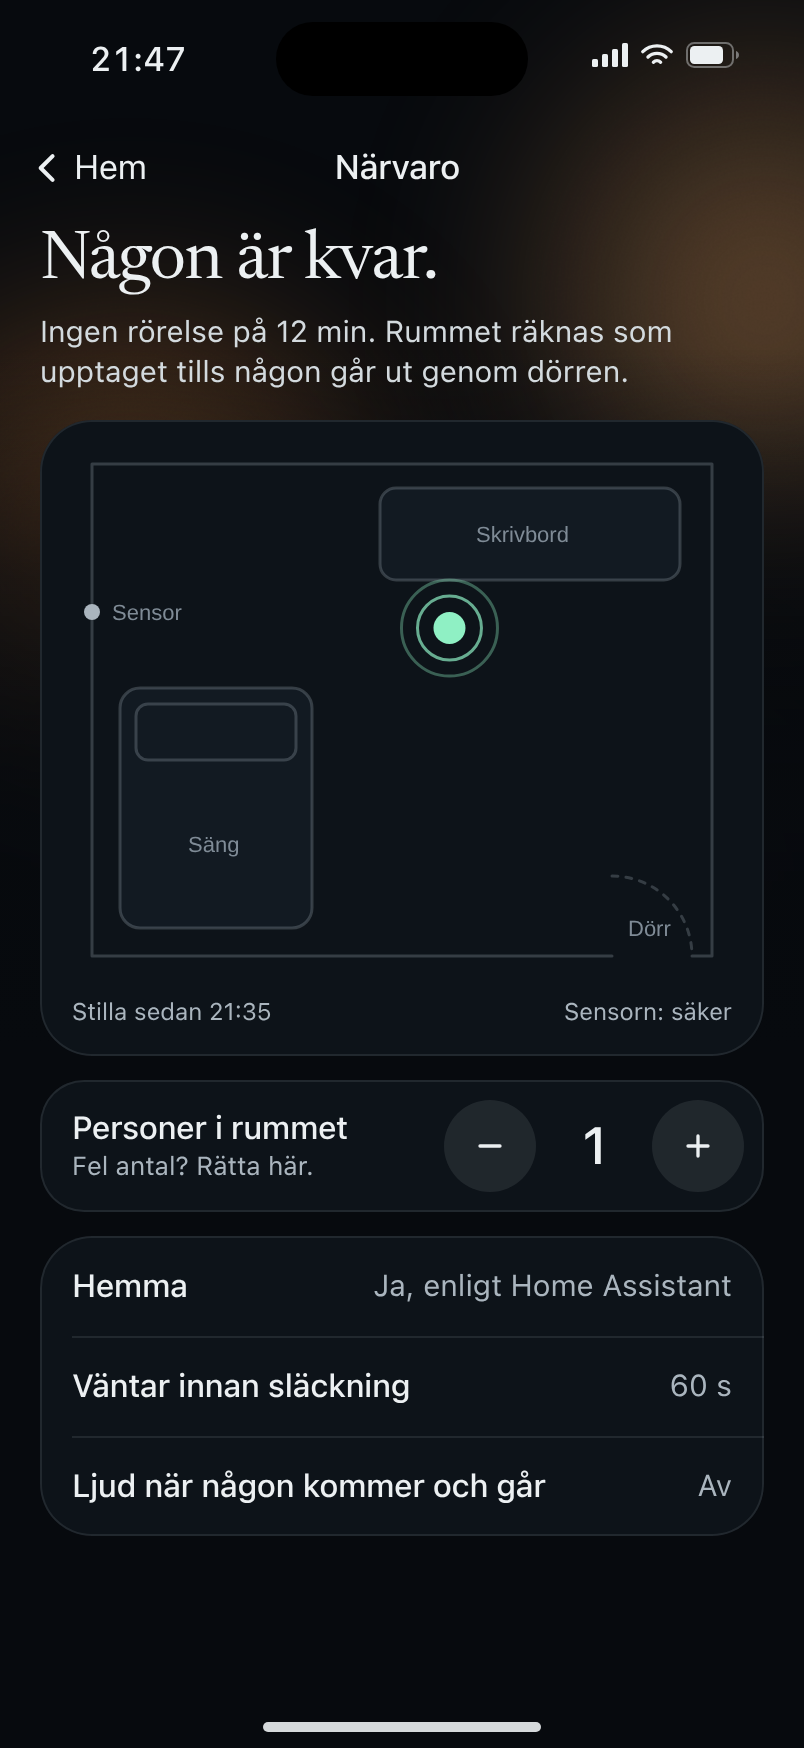 21:47
Hem
Närvaro
Någon är kvar.
Ingen rörelse på 12 min. Rummet räknas som
upptaget tills någon går ut genom dörren.
Skrivbord
Sensor
Säng
Dörr
Stilla sedan 21:35
Sensorn: säker
Personer i rummet
Fel antal? Rätta här.
− 1 +
Hemma
Ja, enligt Home Assistant
Väntar innan släckning
60 s
Ljud när någon kommer och går
Av